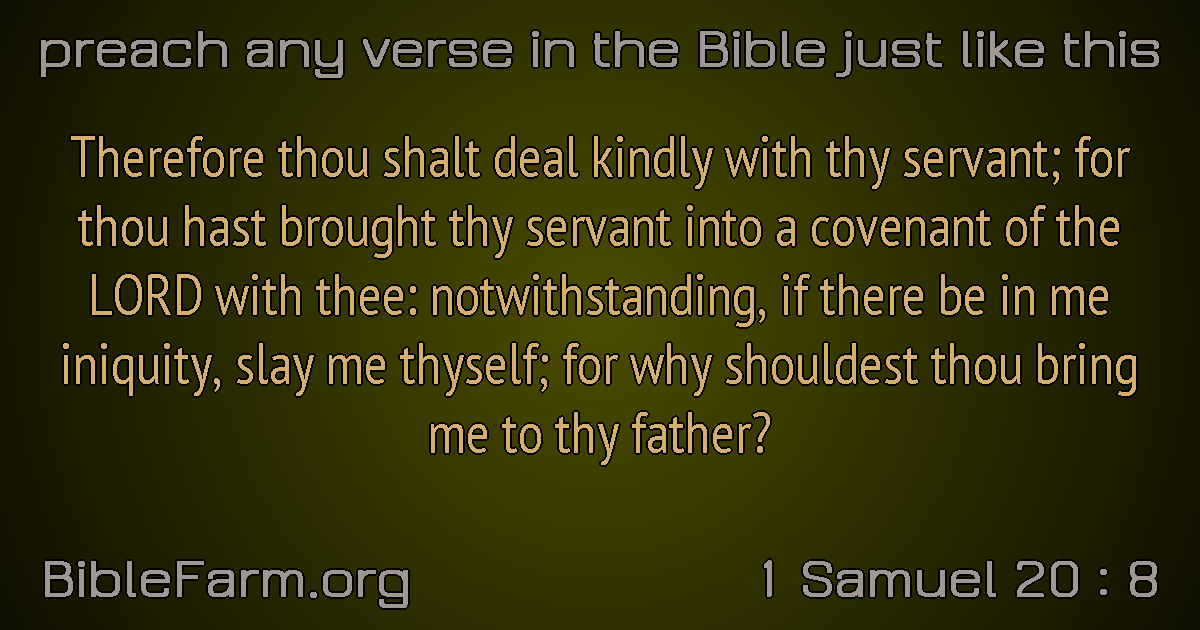 preach any verse in the Bible just like this
Therefore thou shalt deal kindly with thy servant; for
thou hast brought thy servant into a covenant of the
LORD with thee: notwithstanding, if there be in me
iniquity, slay me thyself; for why shouldest thou bring
me to thy father?
BibleFarm.org
1 Samuel 20 : 8